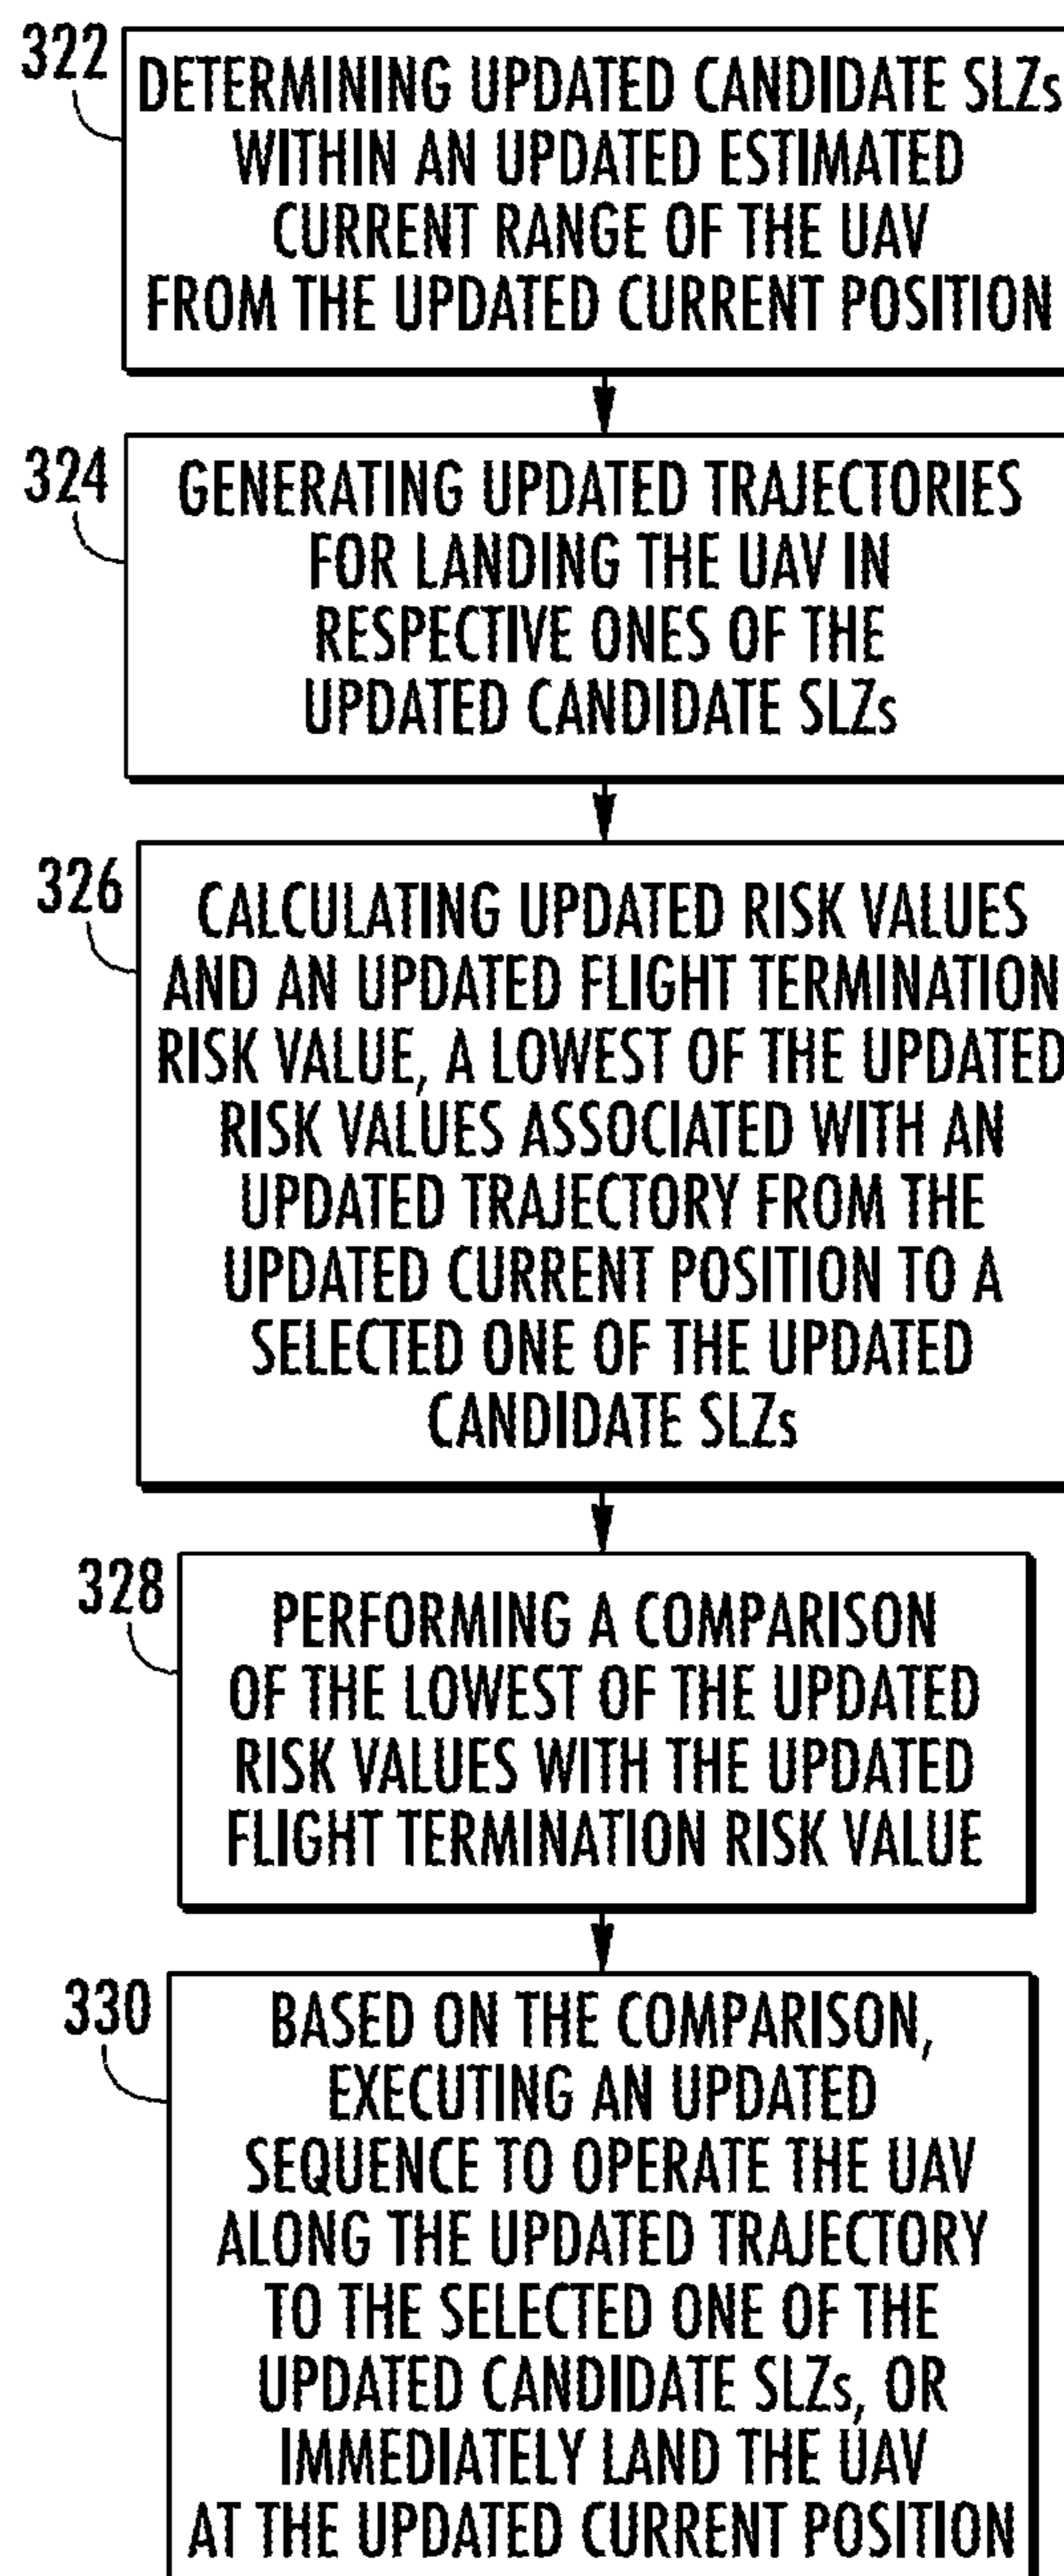 322
DETERMINING UPDATED CANDIDATE SLZs
WITHIN AN UPDATED ESTIMATED
CURRENT RANGE OF THE UAV
FROM THE UPDATED CURRENT POSITION
324
GENERATING UPDATED TRAJECTORIES
FOR LANDING THE UAV IN
RESPECTIVE ONES OF THE
UPDATED CANDIDATE SLZs
326
CALCULATING UPDATED RISK VALUES
AND AN UPDATED FLIGHT TERMINATION
RISK VALUE, A LOWEST OF THE UPDATED
RISK VALUES ASSOCIATED WITH AN
UPDATED TRAJECTORY FROM THE
UPDATED CURRENT POSITION TO A
SELECTED ONE OF THE UPDATED
CANDIDATE SLZs
328
PERFORMING A COMPARISON
OF THE LOWEST OF THE UPDATED
RISK VALUES WITH THE UPDATED
FLIGHT TERMINATION RISK VALUE
330
BASED ON THE COMPARISON,
EXECUTING AN UPDATED
SEQUENCE TO OPERATE THE UAV
ALONG THE UPDATED TRAJECTORY
TO THE SELECTED ONE OF THE
UPDATED CANDIDATE SLZs, OR
IMMEDIATELY LAND THE UAV
AT THE UPDATED CURRENT POSITION